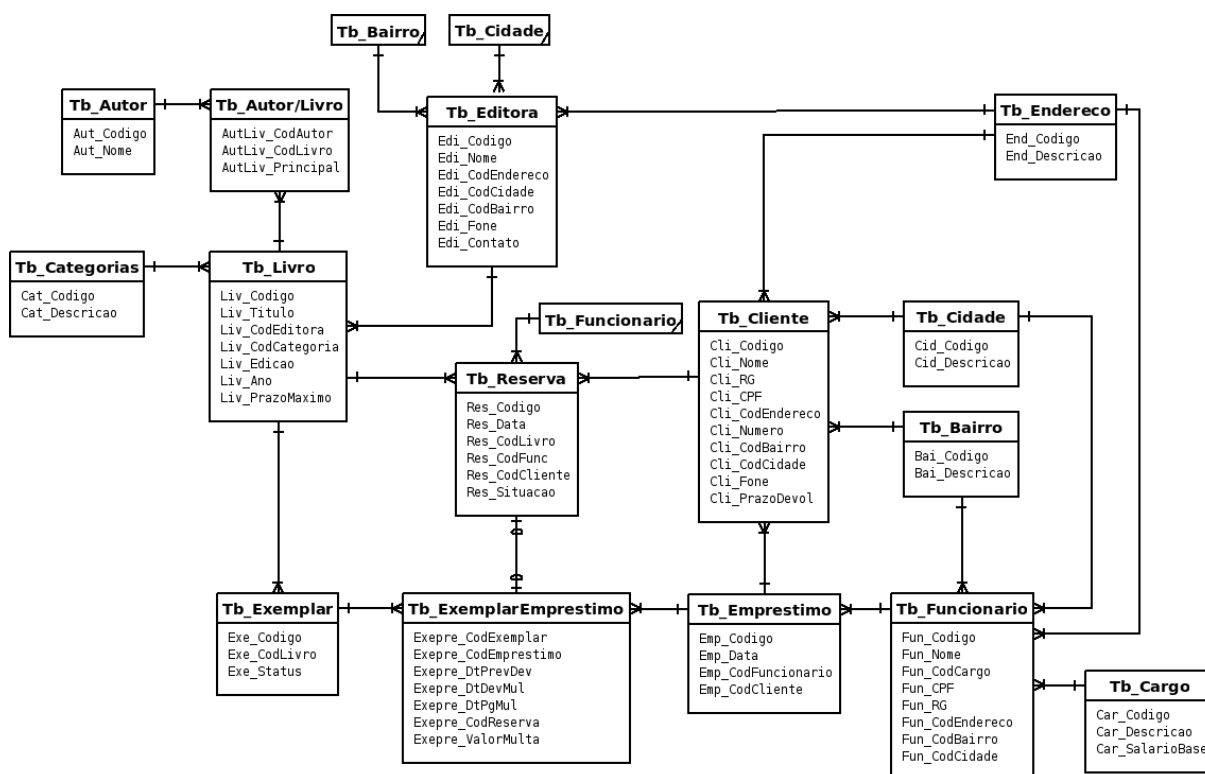 Tb_Bairro
Tb_Cidade
Tb_Autor
Aut_Codigo
Aut_Nome
Tb_Autor/Livro
AutLiv_CodAutor
AutLiv_CodLivro
AutLiv_Principal
Tb_Editora
Edi_Codigo
Edi_Nome
Edi_CodEndereco
Edi_CodCidade
Edi_CodBairro
Edi_Fone
Edi_Contato
Tb_Endereco
End_Codigo
End_Descricao
Tb_Categorias
Cat_Codigo
Cat_Descricao
Tb_Livro
Liv_Codigo
Liv_Titulo
Liv_CodEditora
Liv_CodCategoria
Liv_Edicao
Liv_Ano
Liv_PrazoMaximo
Tb_Funcionario
Tb_Reserva
Res_Codigo
Res_Data
Res_CodLivro
Res_CodFunc
Res_CodCliente
Res_Situacao
Tb_Cliente
Cli_Codigo
Cli_Nome
Cli_RG
Cli_CPF
Cli_CodEndereco
Cli_Numero
Cli_CodBairro
Cli_CodCidade
Cli_Fone
Cli_PrazoDevol
Tb_Cidade
Cid_Codigo
Cid_Descricao
Tb_Bairro
Bai_Codigo
Bai_Descricao
Tb_Exemplar
Exe_Codigo
Exe_CodLivro
Exe_Status
Tb_ExemplarEmprestimo
Exepre_CodExemplar
Exepre_CodEmprestimo
Exepre_DtPrevDev
Exepre_DtDevMul
Exepre_DtPgMul
Exepre_CodReserva
Exepre_ValorMulta
Tb_Emprestimo
Emp_Codigo
Emp_Data
Emp_CodFuncionario
Emp_CodCliente
Tb_Funcionario
Fun_Codigo
Fun_Nome
Fun_CodCargo
Fun_CPF
Fun_RG
Fun_CodEndereco
Fun_CodBairro
Fun_CodCidade
Tb_Cargo
Car_Codigo
Car_Descricao
Car_SalarioBase